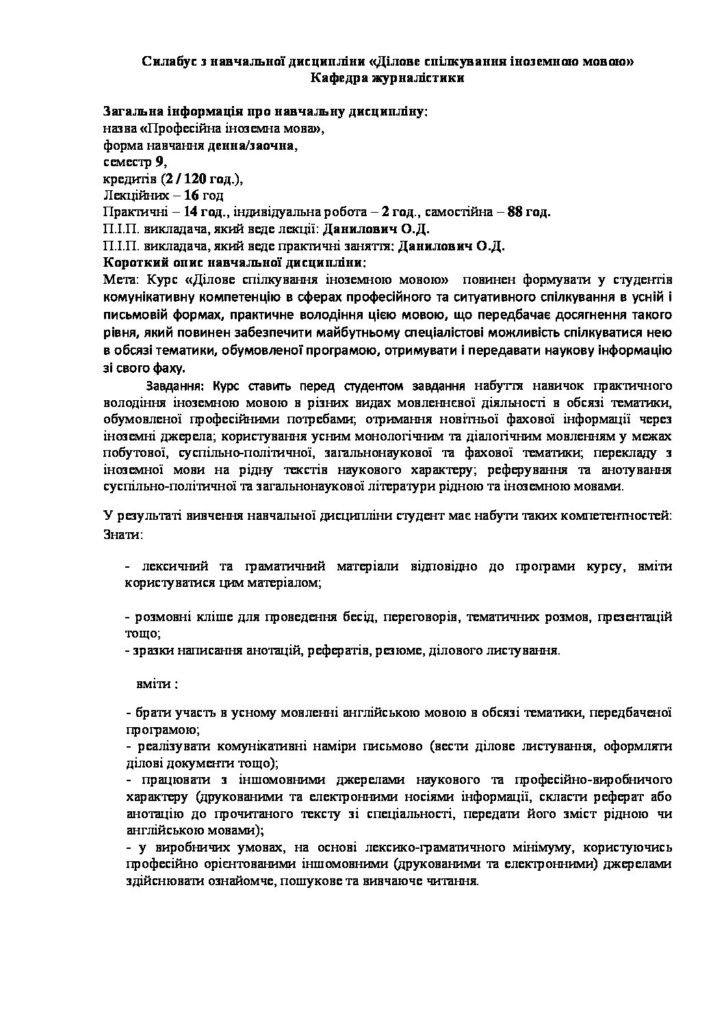 Силабус з навчальної дисципліни «Ділове спілкування іноземною мовою»
Кафедра журналістики
Загальна інформація про навчальну дисципліну:
назва «Професійна іноземна мова»,
форма навчання денна/заочна,
семестр 9,
кредитів (2 / 120 год.),
Лекційних – 16 год
Практичні – 14 год., індивідуальна робота – 2 год., самостійна – 88 год.
П.І.П. викладача, який веде лекції: Данилович О.Д.
П.І.П. викладача, який веде практичні заняття: Данилович О.Д.
Короткий опис навчальної дисципліни:
Мета: Курс «Ділове спілкування іноземною мовою» повинен формувати у студентів
комунікативну компетенцію в сферах професійного та ситуативного спілкування в усній і
письмовій формах, практичне володіння цією мовою, що передбачає досягнення такого
рівня, який повинен забезпечити майбутньому спеціалістові можливість спілкуватися нею
в обсязі тематики, обумовленої програмою, отримувати і передавати наукову інформацію
зі свого фаху.
Завдання: Курс ставить перед студентом завдання набуття навичок практичного
володіння іноземною мовою в різних видах мовленнєвої діяльності в обсязі тематики,
обумовленої професійними потребами; отримання новітньої фахової інформації через
іноземні джерела; користування усним монологічним та діалогічним мовленням у межах
побутової, суспільно-політичної, загальнонаукової та фахової тематики; перекладу з
іноземної мови на рідну текстів наукового характеру; реферування та анотування
суспільно-політичної та загальнонаукової літератури рідною та іноземною мовами.
У результаті вивчення навчальної дисципліни студент має набути таких компетентностей:
Знати:
- лексичний та граматичний матеріали відповідно до програми курсу, вміти
користуватися цим матеріалом;
- розмовні кліше для проведення бесід, переговорів, тематичних розмов, презентацій
тощо;
- зразки написання анотацій, рефератів, резюме, ділового листування.
вміти :
- брати участь в усному мовленні англійською мовою в обсязі тематики, передбаченої
програмою;
- реалізувати комунікативні наміри письмово (вести ділове листування, оформляти
ділові документи тощо);
- працювати з іншомовними джерелами наукового та професійно-виробничого
характеру (друкованими та електронними носіями інформації, скласти реферат або
анотацію до прочитаного тексту зі спеціальності, передати його зміст рідною чи
англійською мовами);
- у виробничих умовах, на основі лексико-граматичного мінімуму, користуючись
професійно орієнтованими іншомовними (друкованими та електронними) джерелами
здійснювати ознайомче, пошукове та вивчаюче читання.